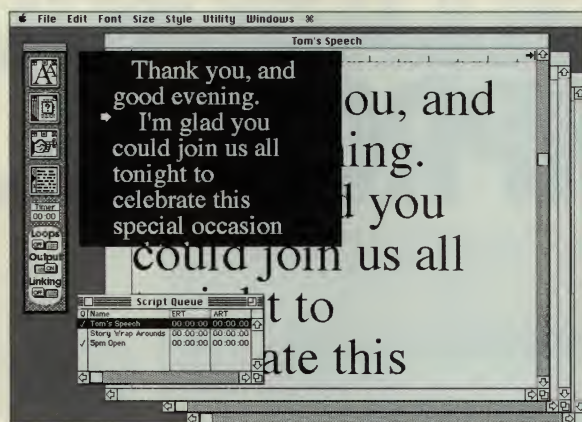 File Edit Font Size Style Utility Windows ⌘
Tom's Speech
Thank you, and
good evening.
I'm glad you
could join us all
tonight to
celebrate this
special occasion
ou, and
ing.
d you
could join us all
t to
ate this
Timer
00:00
Loops
Output
Linking
Script Queue
Q Name ERT ART
✓ Tom's Speech 00:00:00 00:00:00
Story Wrap Arounds 00:00:00 00:00:00
✓ 5pm Open 00:00:00 00:00:00